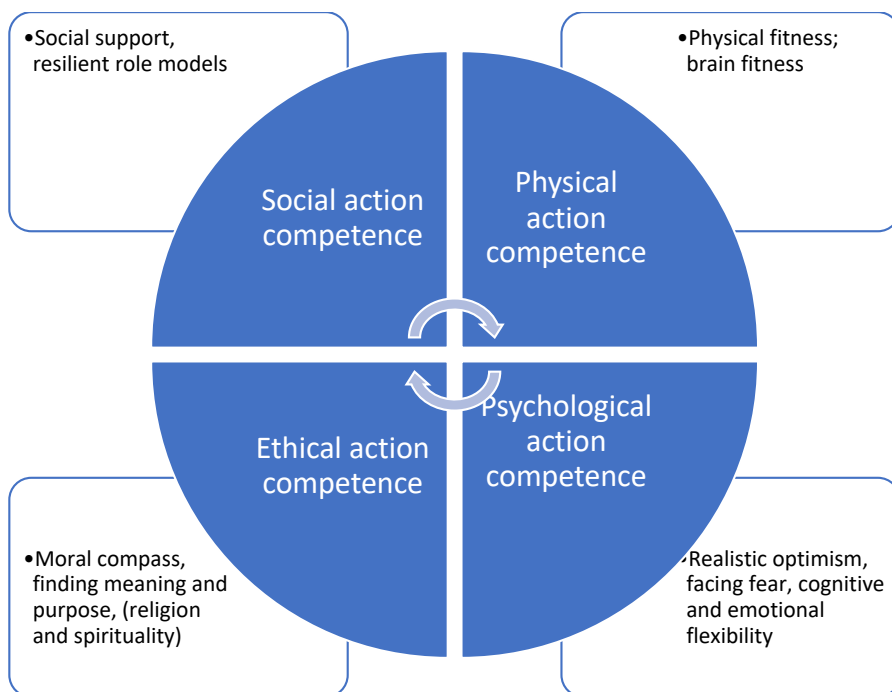 •Social support,
resilient role models
•Physical fitness;
brain fitness
Social action
competence
Physical
action
competence
Ethical action
competence
Psychological
action
competence
•Moral compass,
finding meaning and
purpose, (religion
and spirituality)
•Realistic optimism,
facing fear, cognitive
and emotional
flexibility